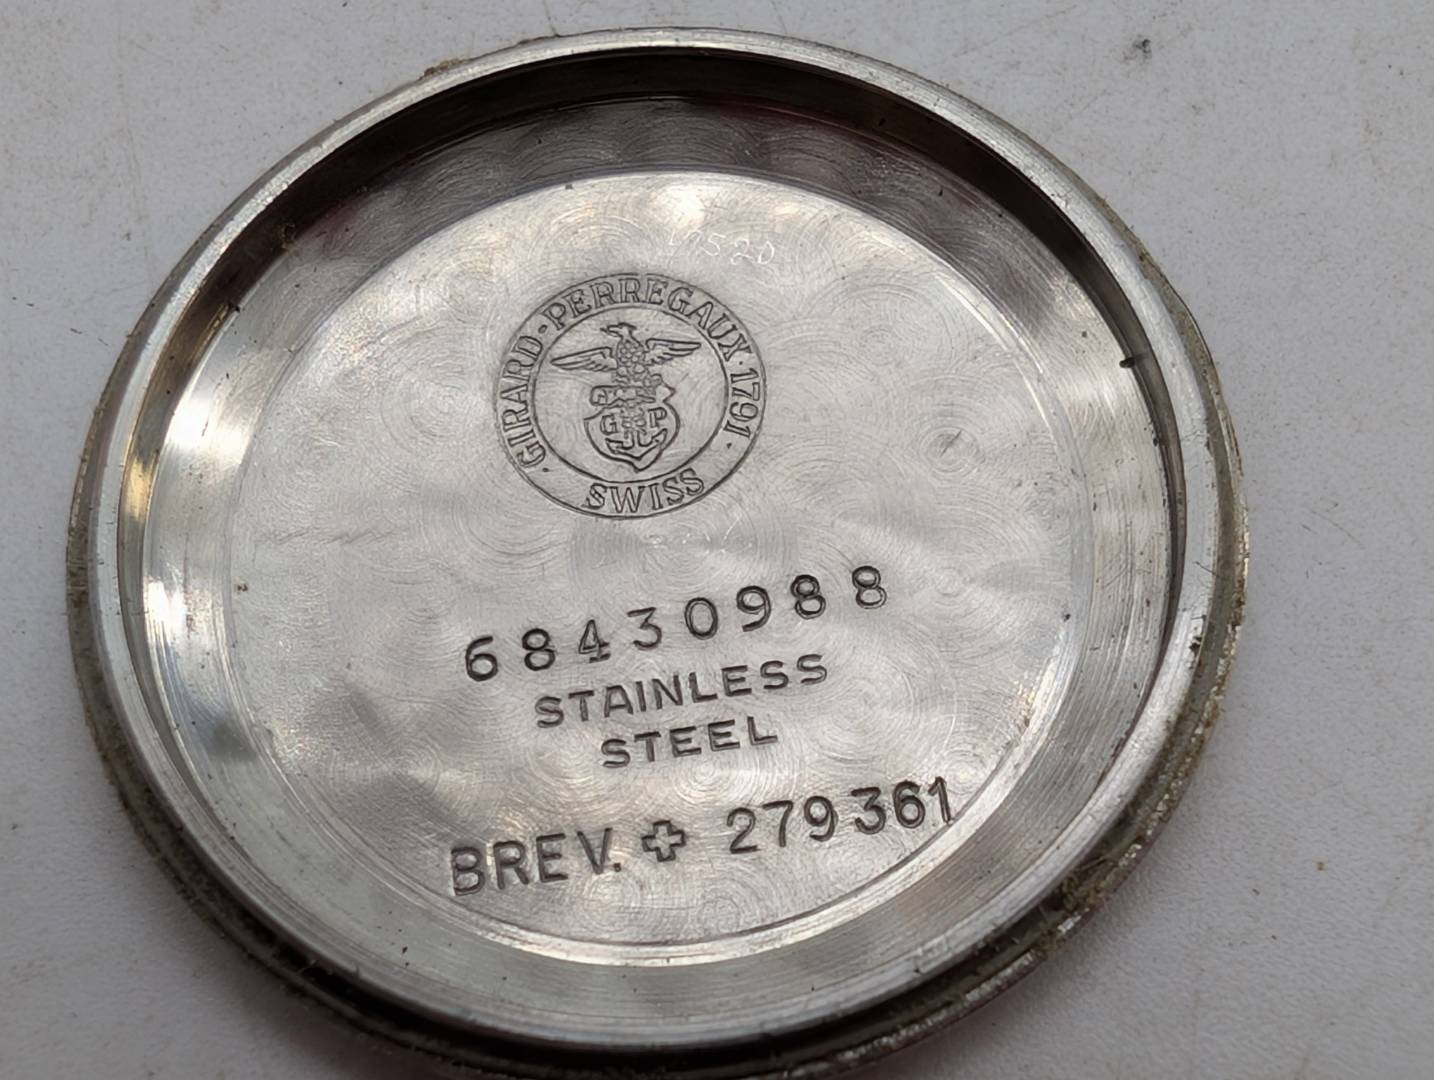 GIRARD-PERREGAUX·1791·
SWISS
GP
68430988
STAINLESS
STEEL
BREV. ✚ 279361